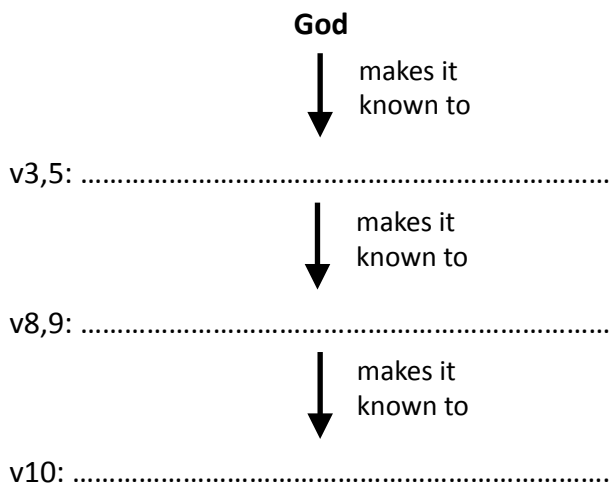 God
makes it
known to
v3,5: ……………………………………………………………………
makes it
known to
v8,9: ……………………………………………………………………
makes it
known to
v10: ……………………………………………………………………